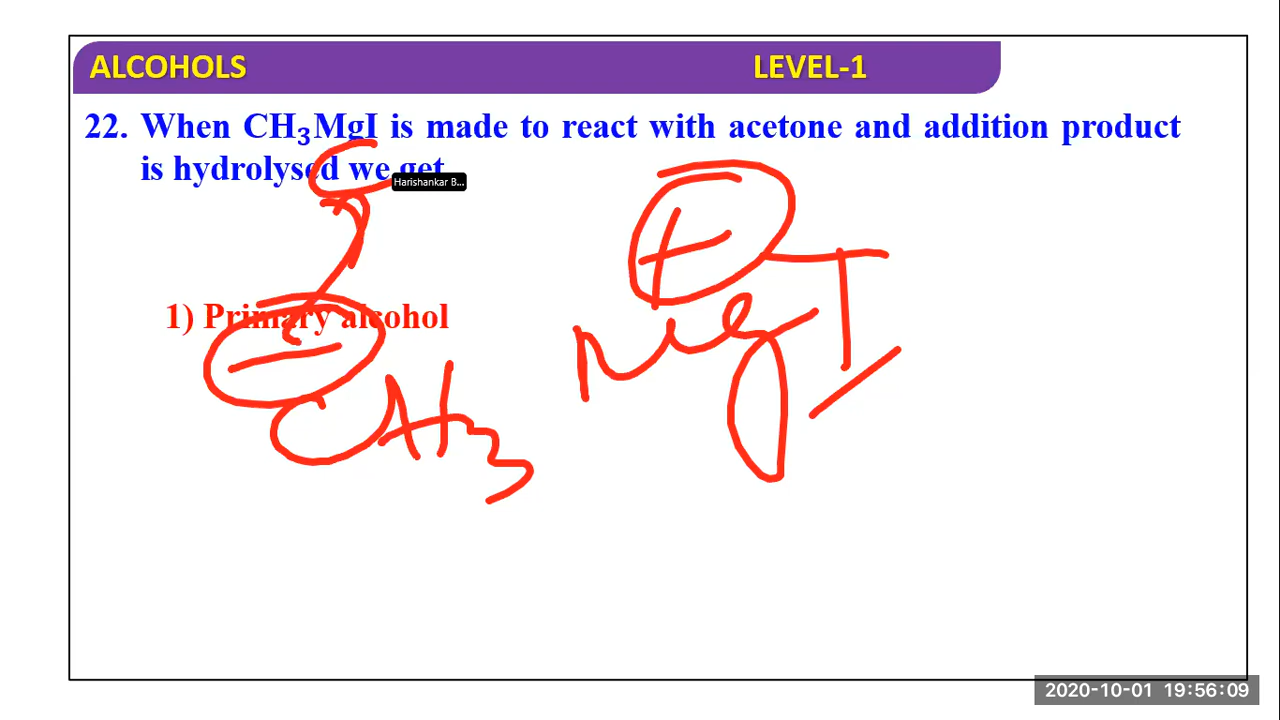 ALCOHOLS LEVEL-1
22. When CH₃MgI is made to react with acetone and addition product
is hydrolysed we get
Harishankar B...
1) Primary alcohol
CH3 MgI
2020-10-01 19:56:09